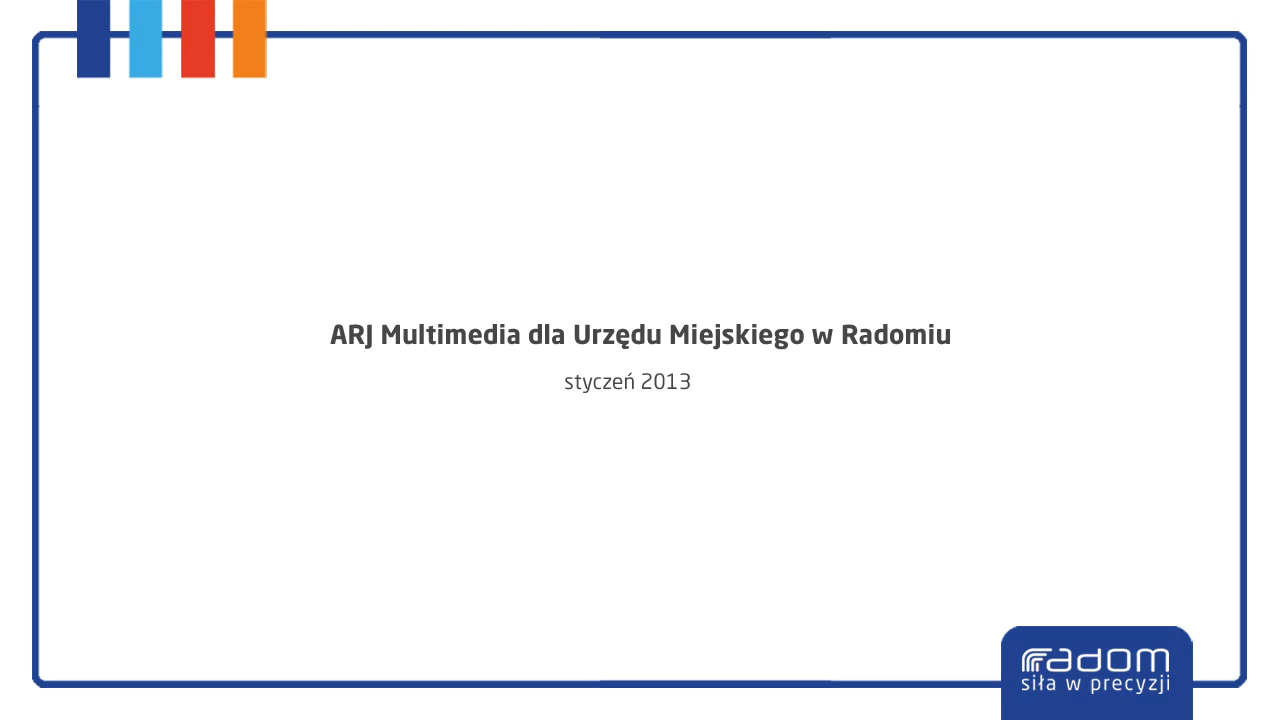 ARJ Multimedia dla Urzędu Miejskiego w Radomiu
styczeń 2013
radom
siła w precyzji